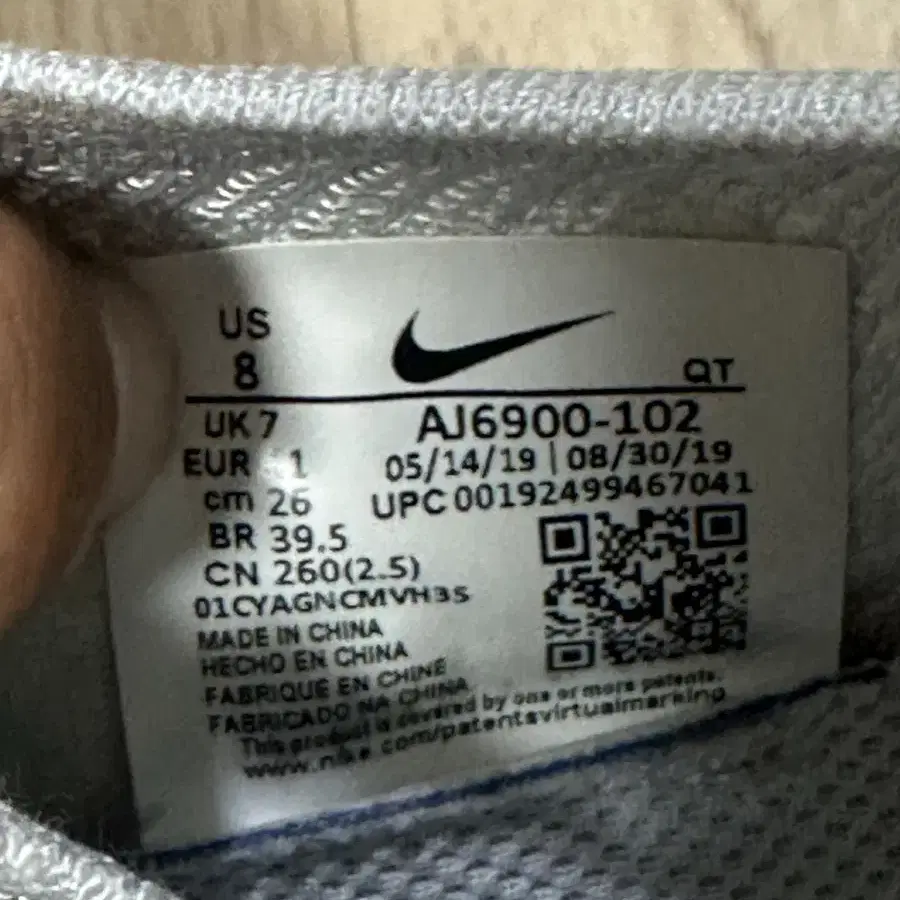 US
8
QT
UK 7
AJ6900-102
EUR 1
05/14/19 | 08/30/19
cm 26
UPC 00192499467041
BR 39.5
CN 260(2.5)
01CYAGNCMVH3S
MADE IN CHINA
HECHO EN CHINA
FABRIQUE EN CHINE
FABRICADO NA CHINA
This product is covered by one or more patents.
www.nike.com/patentsvirtualmarking